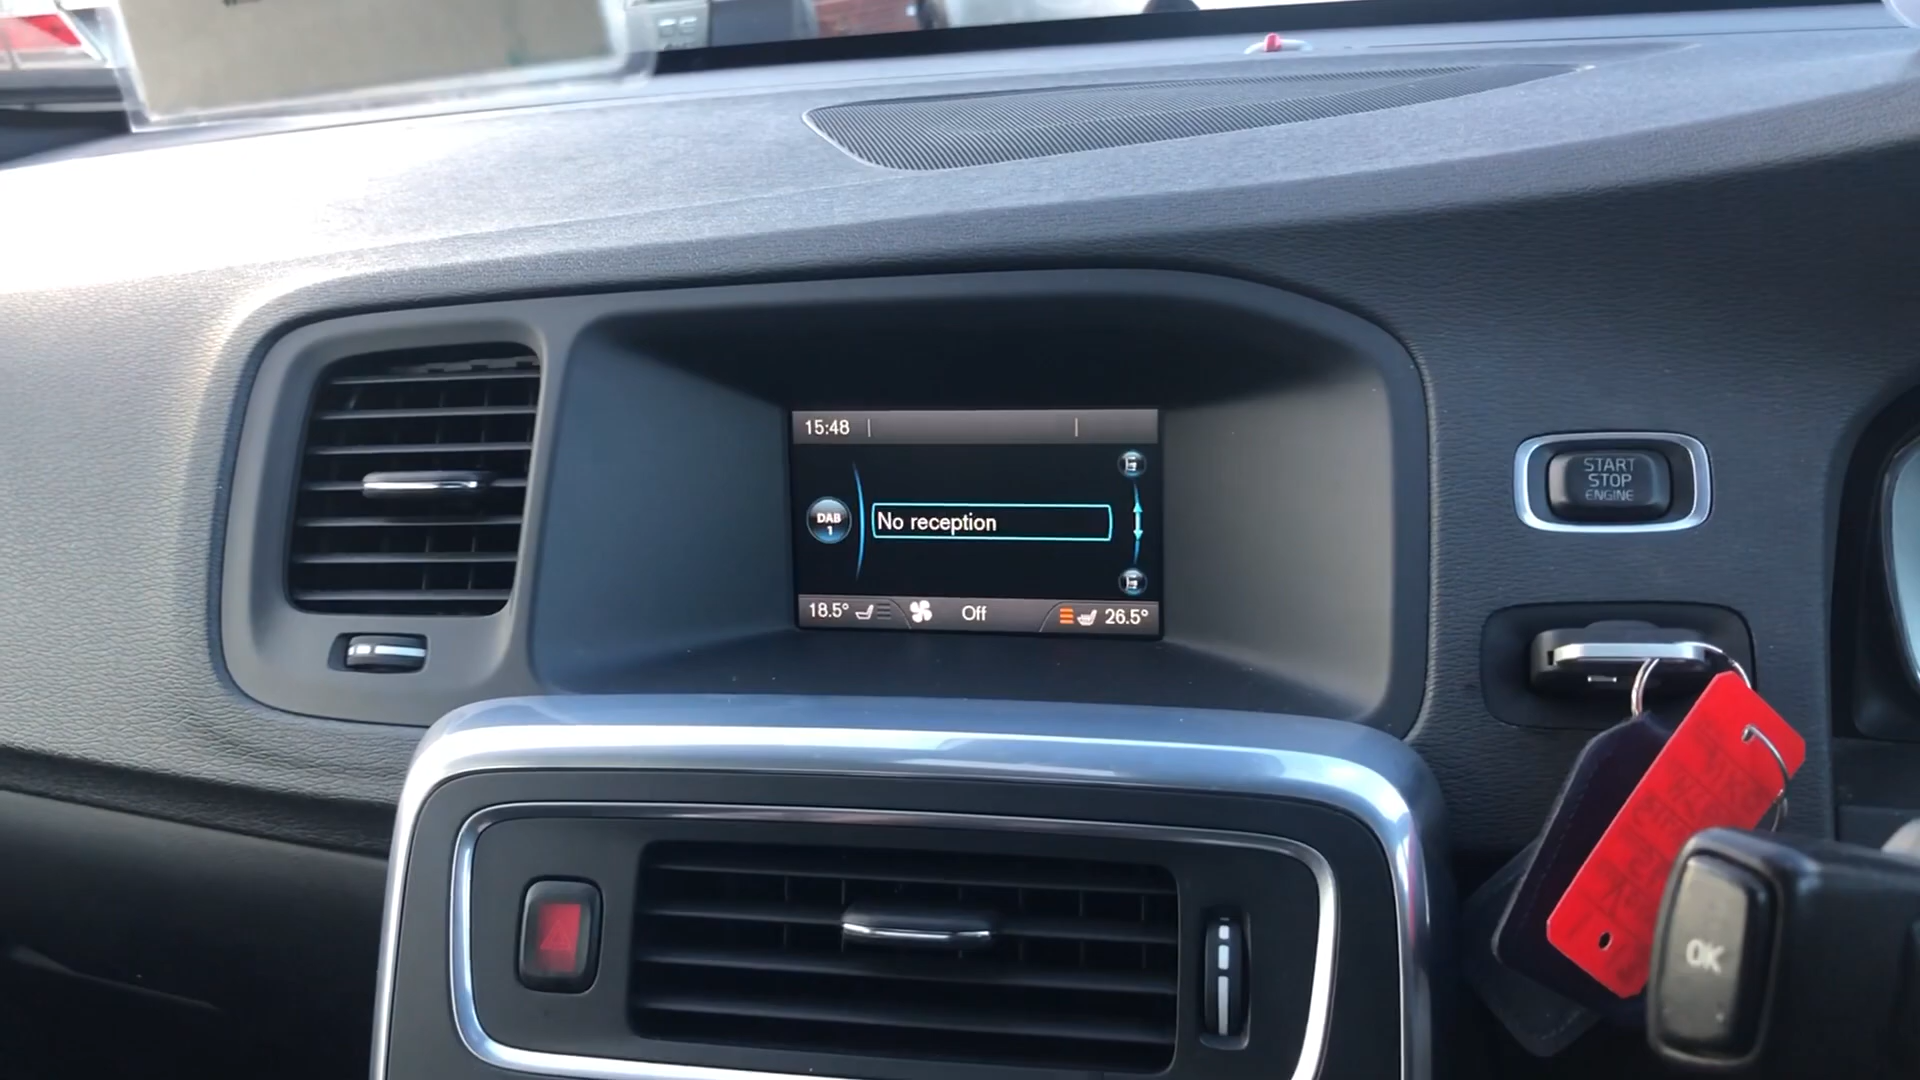 15:48
DAB
1
No reception
18.5°
Off
26.5°
START
STOP
ENGINE
OK